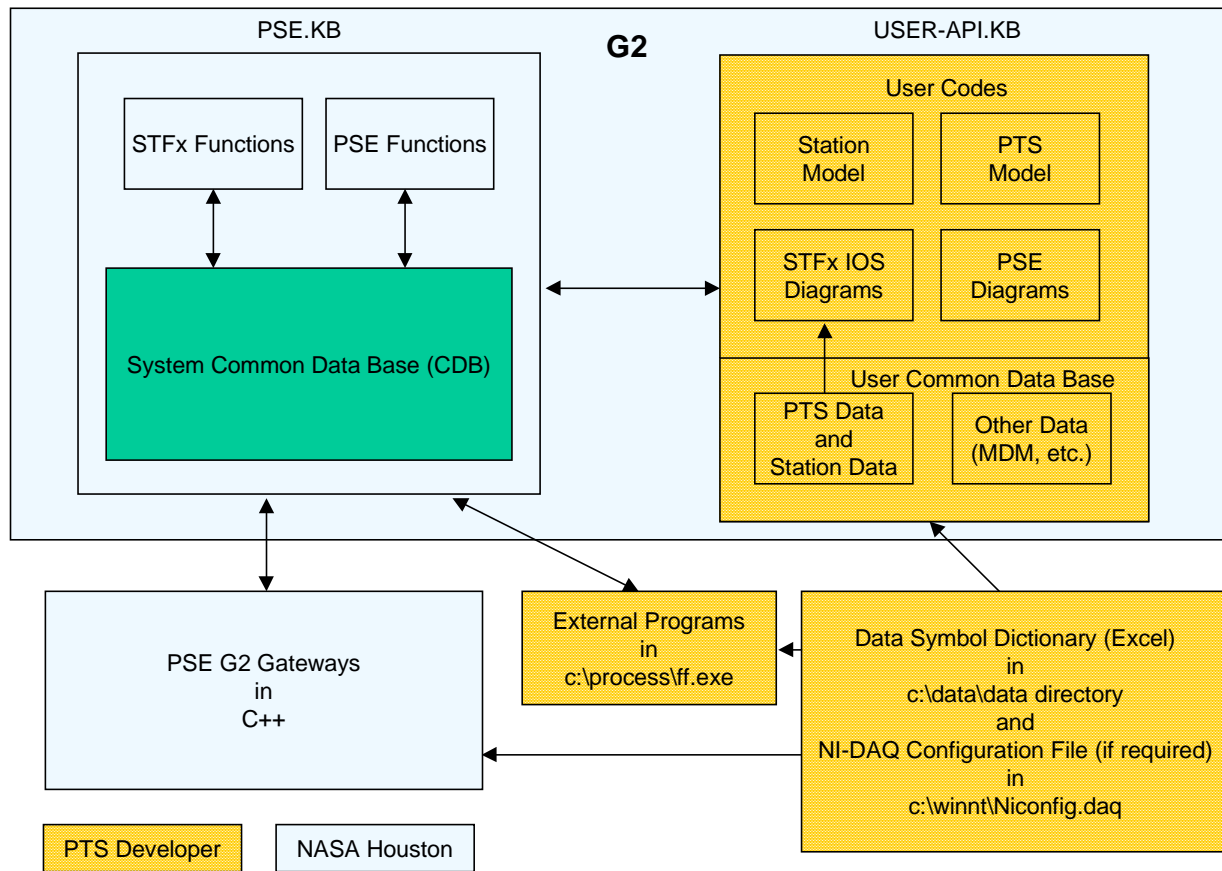 PSE.KB
G2
USER-API.KB
STFx Functions
PSE Functions
System Common Data Base (CDB)
User Codes
Station
Model
PTS
Model
STFx IOS
Diagrams
PSE
Diagrams
User Common Data Base
PTS Data
and
Station Data
Other Data
(MDM, etc.)
PSE G2 Gateways
in
C++
External Programs
in
c:\process\ff.exe
Data Symbol Dictionary (Excel)
in
c:\data\data directory
and
NI-DAQ Configuration File (if required)
in
c:\winnt\Niconfig.daq
PTS Developer
NASA Houston